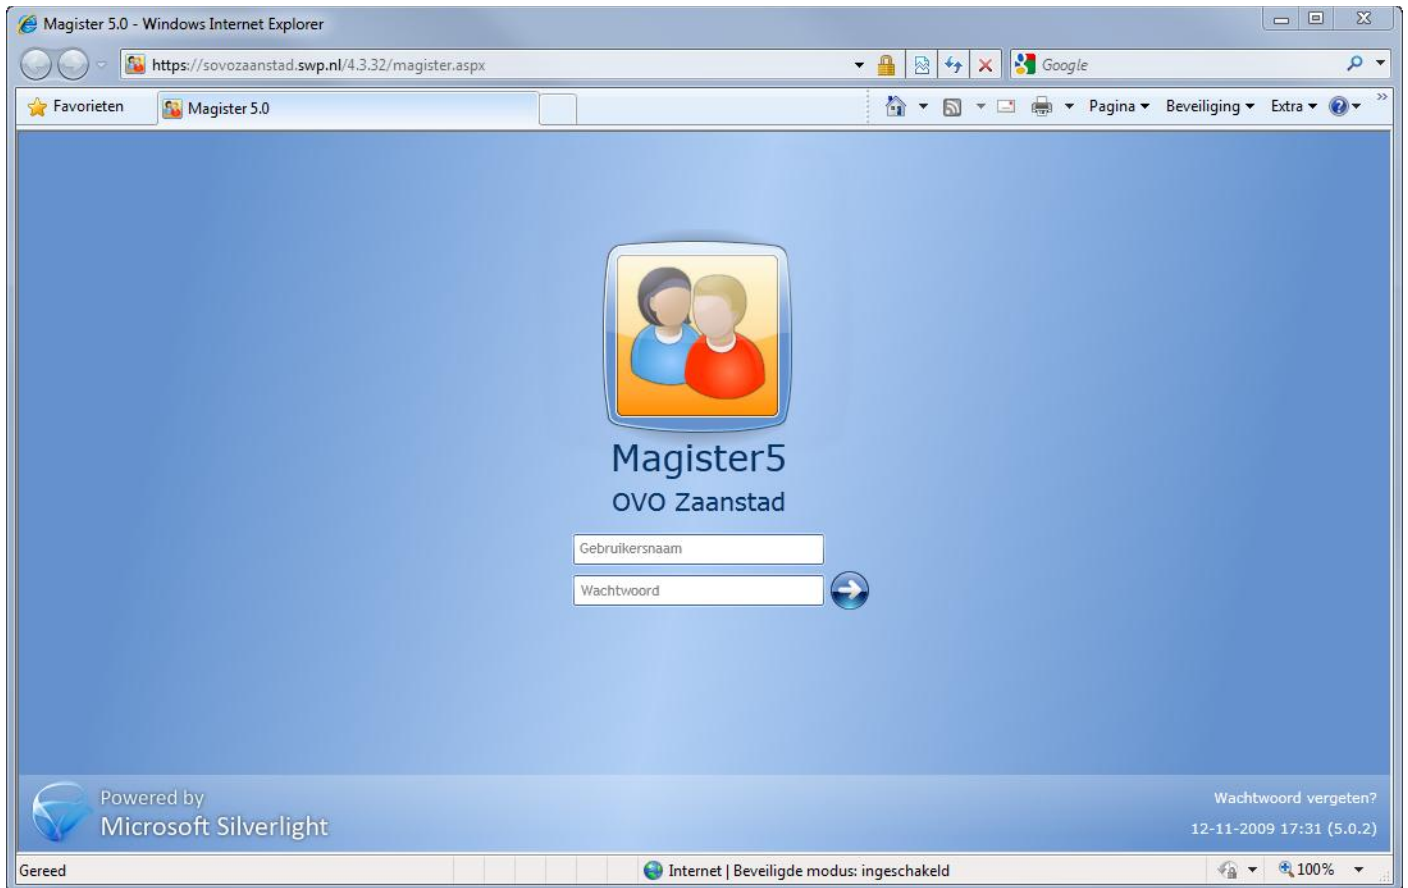 Magister 5.0 - Windows Internet Explorer
https://sovozaanstad.swp.nl/4.3.32/magister.aspx
Google
Favorieten
Magister 5.0
Pagina
Beveiliging
Extra
Magister5
OVO Zaanstad
Gebruikersnaam
Wachtwoord
Powered by
Microsoft Silverlight
Wachtwoord vergeten?
12-11-2009 17:31 (5.0.2)
Gereed
Internet | Beveiligde modus: ingeschakeld
100%